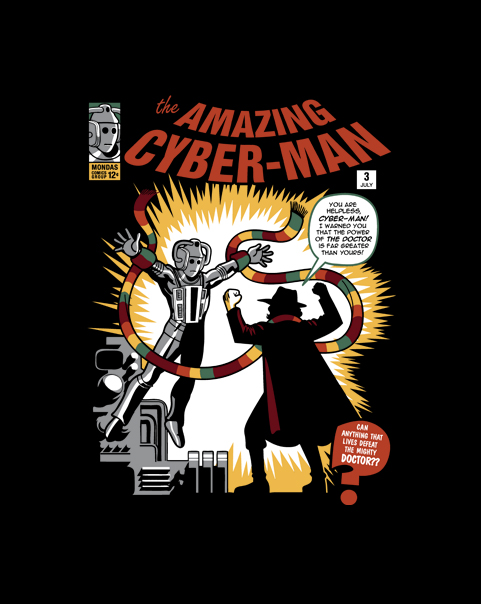 the
AMAZING
CYBER-MAN
MONDAS
COMICS
GROUP 12¢
3
JULY
YOU ARE
HELPLESS,
CYBER-MAN!
I WARNED YOU
THAT THE POWER
OF THE DOCTOR
IS FAR GREATER
THAN YOURS!
CAN
ANYTHING THAT
LIVES DEFEAT
THE MIGHTY
DOCTOR??